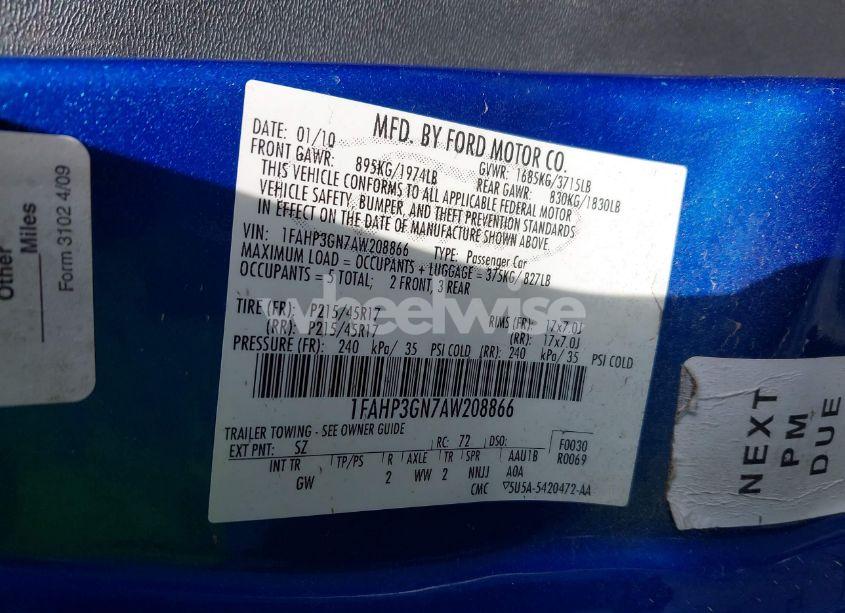 MFD. BY FORD MOTOR CO.
DATE: 01/10 GVWR: 1685KG/3715LB
FRONT GAWR: 895KG/1974LB REAR GAWR: 830KG/1830LB
THIS VEHICLE CONFORMS TO ALL APPLICABLE FEDERAL MOTOR
VEHICLE SAFETY, BUMPER, AND THEFT PREVENTION STANDARDS
IN EFFECT ON THE DATE OF MANUFACTURE SHOWN ABOVE
VIN: 1FAHP3GN7AW208866 TYPE: Passenger Car
MAXIMUM LOAD = OCCUPANTS + LUGGAGE = 375KG/827LB
OCCUPANTS = 5 TOTAL; 2 FRONT, 3 REAR
TIRE (FR): P215/45R17 RIMS (FR): 17x7.0J
(RR): P215/45R17 (RR): 17x7.0J
PRESSURE (FR): 240 kPa/ 35 PSI COLD (RR): 240 kPa/ 35 PSI COLD
1FAHP3GN7AW208866
TRAILER TOWING - SEE OWNER GUIDE
EXT PNT: SZ RC: 72 DSO: F0030
INT TR TP/PS R AXLE TR SPR AAU1B R0069
GW 2 WW 2 NNJJ AOA
CMC ▽5U5A-5420472-AA
Other
Miles
Form 3102 4/09
NEXT
PM
DUE
wheelwise